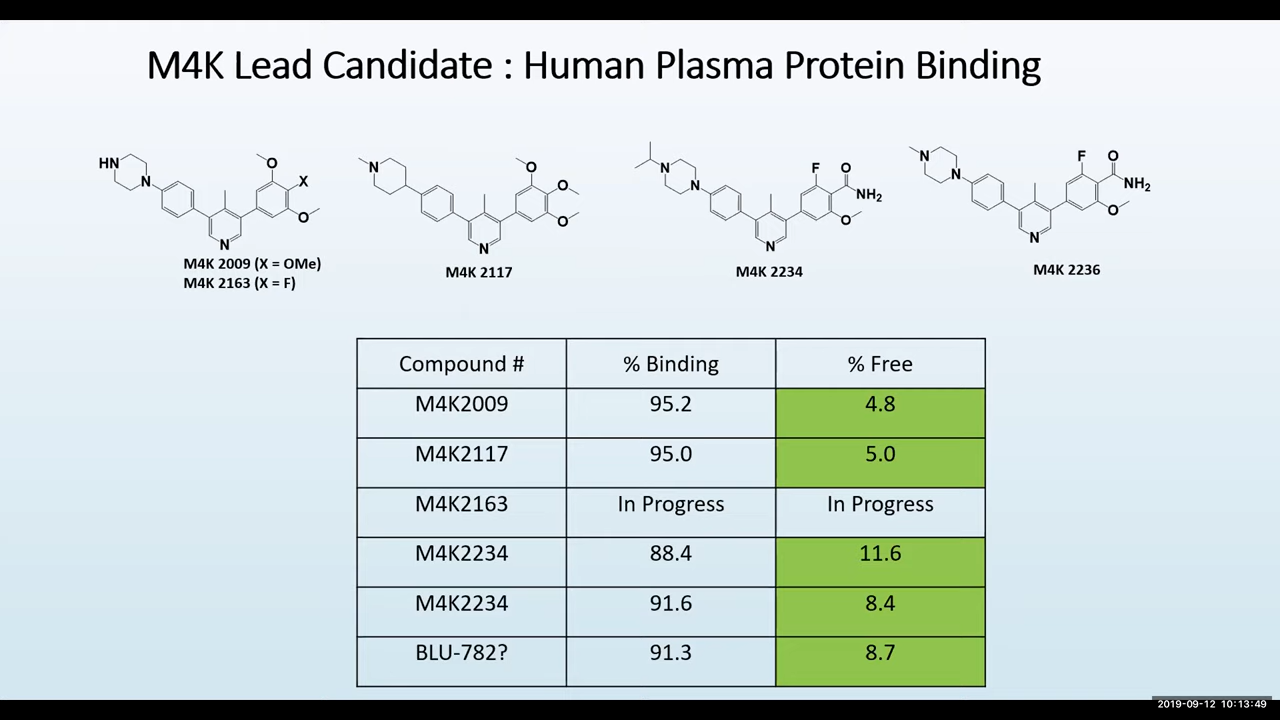 M4K Lead Candidate : Human Plasma Protein Binding
HN
N
O
X
O
N
M4K 2009 (X = OMe)
M4K 2163 (X = F)
N
O
O
O
N
M4K 2117
N
N
F
O
NH2
O
N
M4K 2234
N
N
F
O
NH2
O
N
M4K 2236
Compound # % Binding % Free
M4K2009 95.2 4.8
M4K2117 95.0 5.0
M4K2163 In Progress In Progress
M4K2234 88.4 11.6
M4K2234 91.6 8.4
BLU-782? 91.3 8.7
2019-09-12 10:13:49